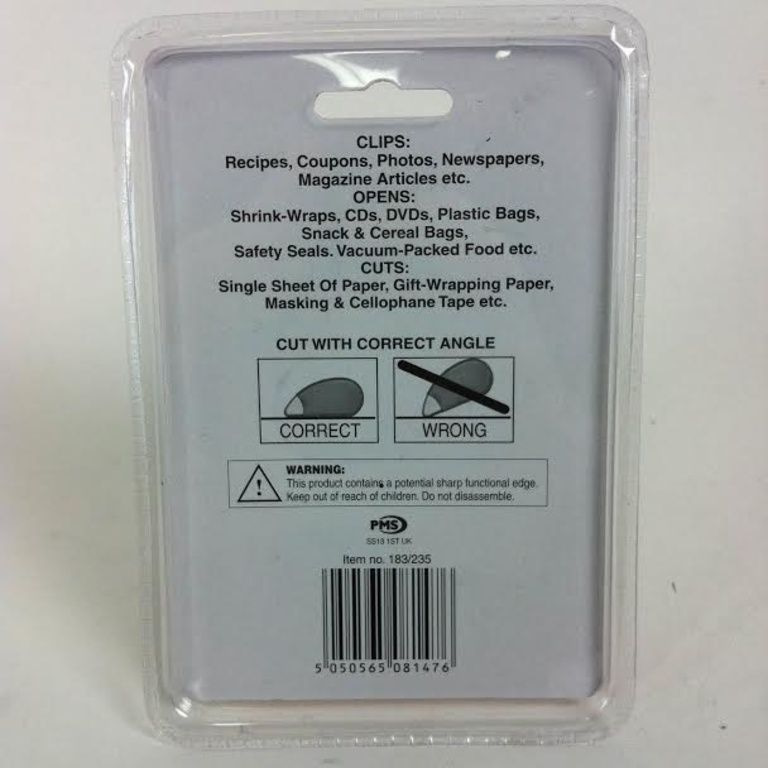 CLIPS:
Recipes, Coupons, Photos, Newspapers,
Magazine Articles etc.
OPENS:
Shrink-Wraps, CDs, DVDs, Plastic Bags,
Snack & Cereal Bags,
Safety Seals. Vacuum-Packed Food etc.
CUTS:
Single Sheet Of Paper, Gift-Wrapping Paper,
Masking & Cellophane Tape etc.
CUT WITH CORRECT ANGLE
CORRECT WRONG
! WARNING:
This product contains a potential sharp functional edge.
Keep out of reach of children. Do not disassemble.
PMS
SS13 1ST UK
Item no. 183/235
5 050565 081476